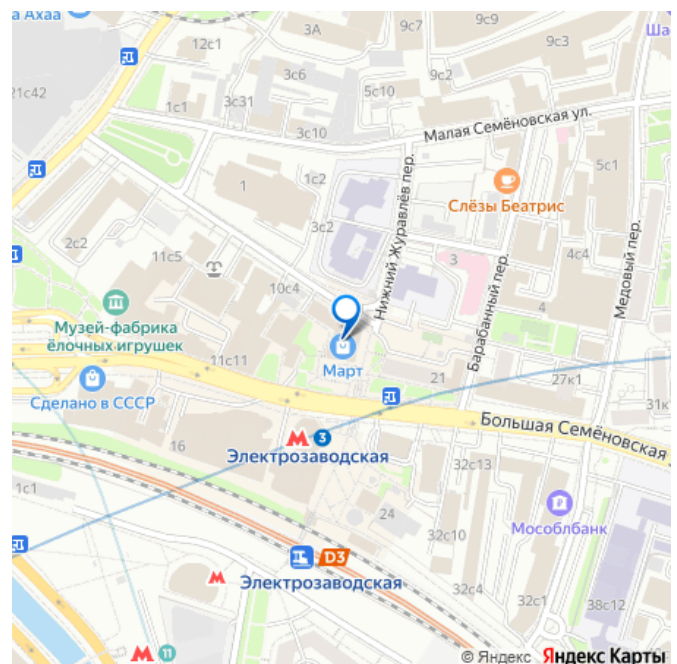 а Ахаа
12с1
3А
9с2
9с9
9с7
9с3
Ша
21с42
3с6
3с31
5с10
1с1
3с10
Малая Семёновская ул.
1
1с2
5с1
Слёзы Беатрис
3с2
Нижний Журавлёв пер.
2с2
11с5
3
4с4
Медовый пер.
10с4
Барабанный пер.
4
Музей-фабрика
ёлочных игрушек
11с11
Март
21
27к1
Сделано в СССР
31к
Большая Семёновская
16
3
Электрозаводская
32с13
1с1
24
Мособлбанк
32с10
D3
Электрозаводская
32с4
32с1
38с12
11
© Яндекс Яндекс Карты